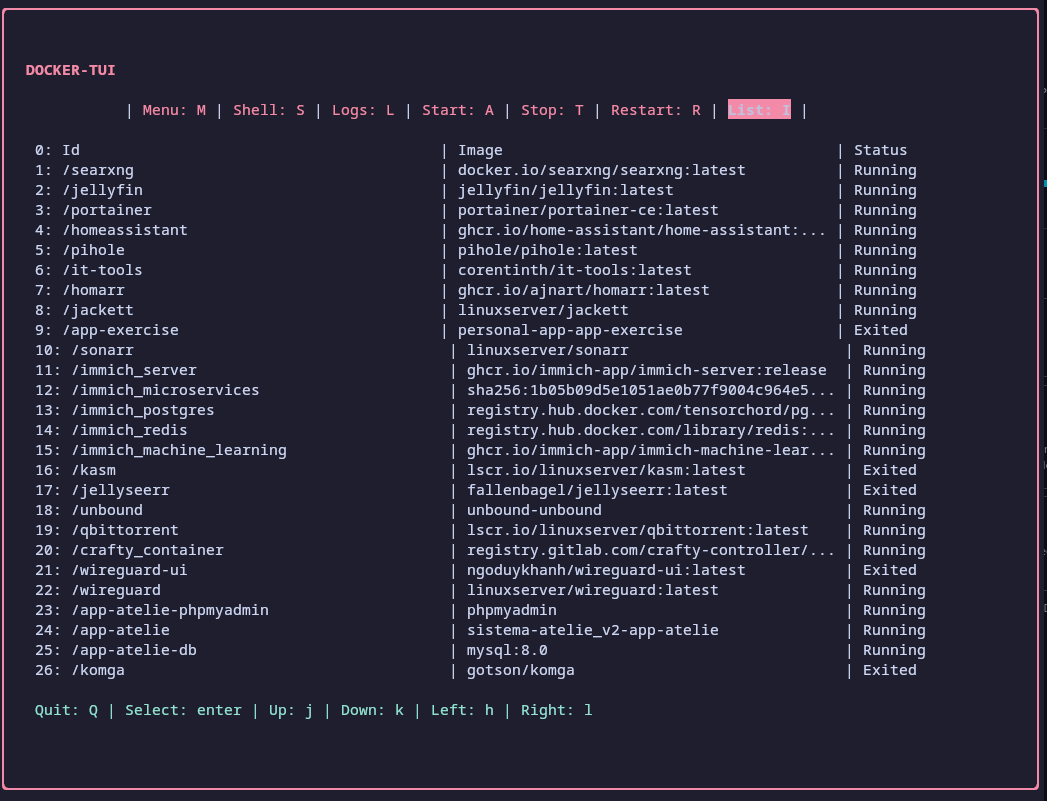 DOCKER-TUI
| Menu: M | Shell: S | Logs: L | Start: A | Stop: T | Restart: R | List: I |
0: Id | Image | Status
1: /searxng | docker.io/searxng/searxng:latest | Running
2: /jellyfin | jellyfin/jellyfin:latest | Running
3: /portainer | portainer/portainer-ce:latest | Running
4: /homeassistant | ghcr.io/home-assistant/home-assistant:... | Running
5: /pihole | pihole/pihole:latest | Running
6: /it-tools | corentinth/it-tools:latest | Running
7: /homarr | ghcr.io/ajnart/homarr:latest | Running
8: /jackett | linuxserver/jackett | Running
9: /app-exercise | personal-app-app-exercise | Exited
10: /sonarr | linuxserver/sonarr | Running
11: /immich_server | ghcr.io/immich-app/immich-server:release | Running
12: /immich_microservices | sha256:1b05b09d5e1051ae0b77f9004c964e5... | Running
13: /immich_postgres | registry.hub.docker.com/tensorchord/pg... | Running
14: /immich_redis | registry.hub.docker.com/library/redis:... | Running
15: /immich_machine_learning | ghcr.io/immich-app/immich-machine-lear... | Running
16: /kasm | lscr.io/linuxserver/kasm:latest | Exited
17: /jellyseerr | fallenbagel/jellyseerr:latest | Exited
18: /unbound | unbound-unbound | Running
19: /qbittorrent | lscr.io/linuxserver/qbittorrent:latest | Running
20: /crafty_container | registry.gitlab.com/crafty-controller/... | Running
21: /wireguard-ui | ngoduykhanh/wireguard-ui:latest | Exited
22: /wireguard | linuxserver/wireguard:latest | Running
23: /app-atelie-phpmyadmin | phpmyadmin | Running
24: /app-atelie | sistema-atelie_v2-app-atelie | Running
25: /app-atelie-db | mysql:8.0 | Running
26: /komga | gotson/komga | Exited
Quit: Q | Select: enter | Up: j | Down: k | Left: h | Right: l